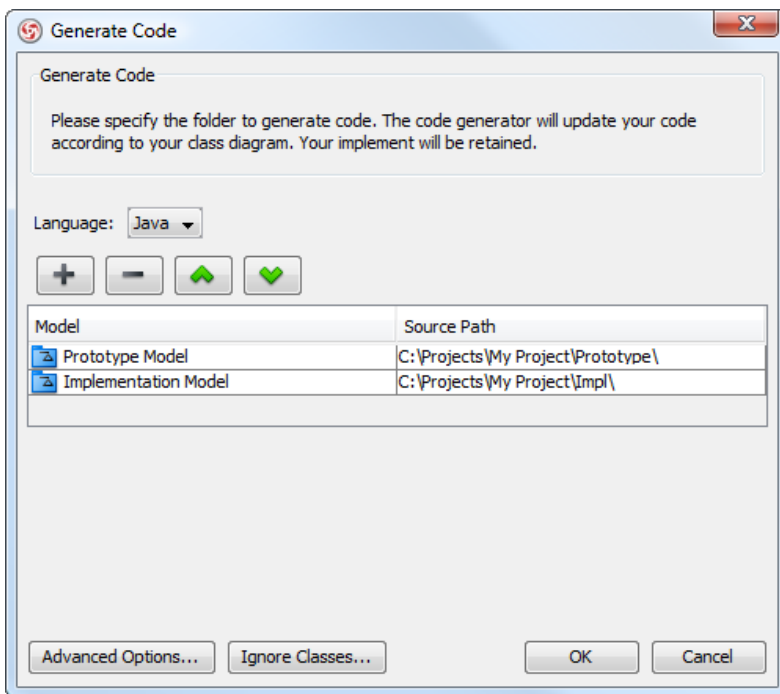 Generate Code
Generate Code
Please specify the folder to generate code. The code generator will update your code
according to your class diagram. Your implement will be retained.
Language: Java
Model Source Path
Prototype Model C:\Projects\My Project\Prototype\
Implementation Model C:\Projects\My Project\Impl\
Advanced Options... Ignore Classes... OK Cancel